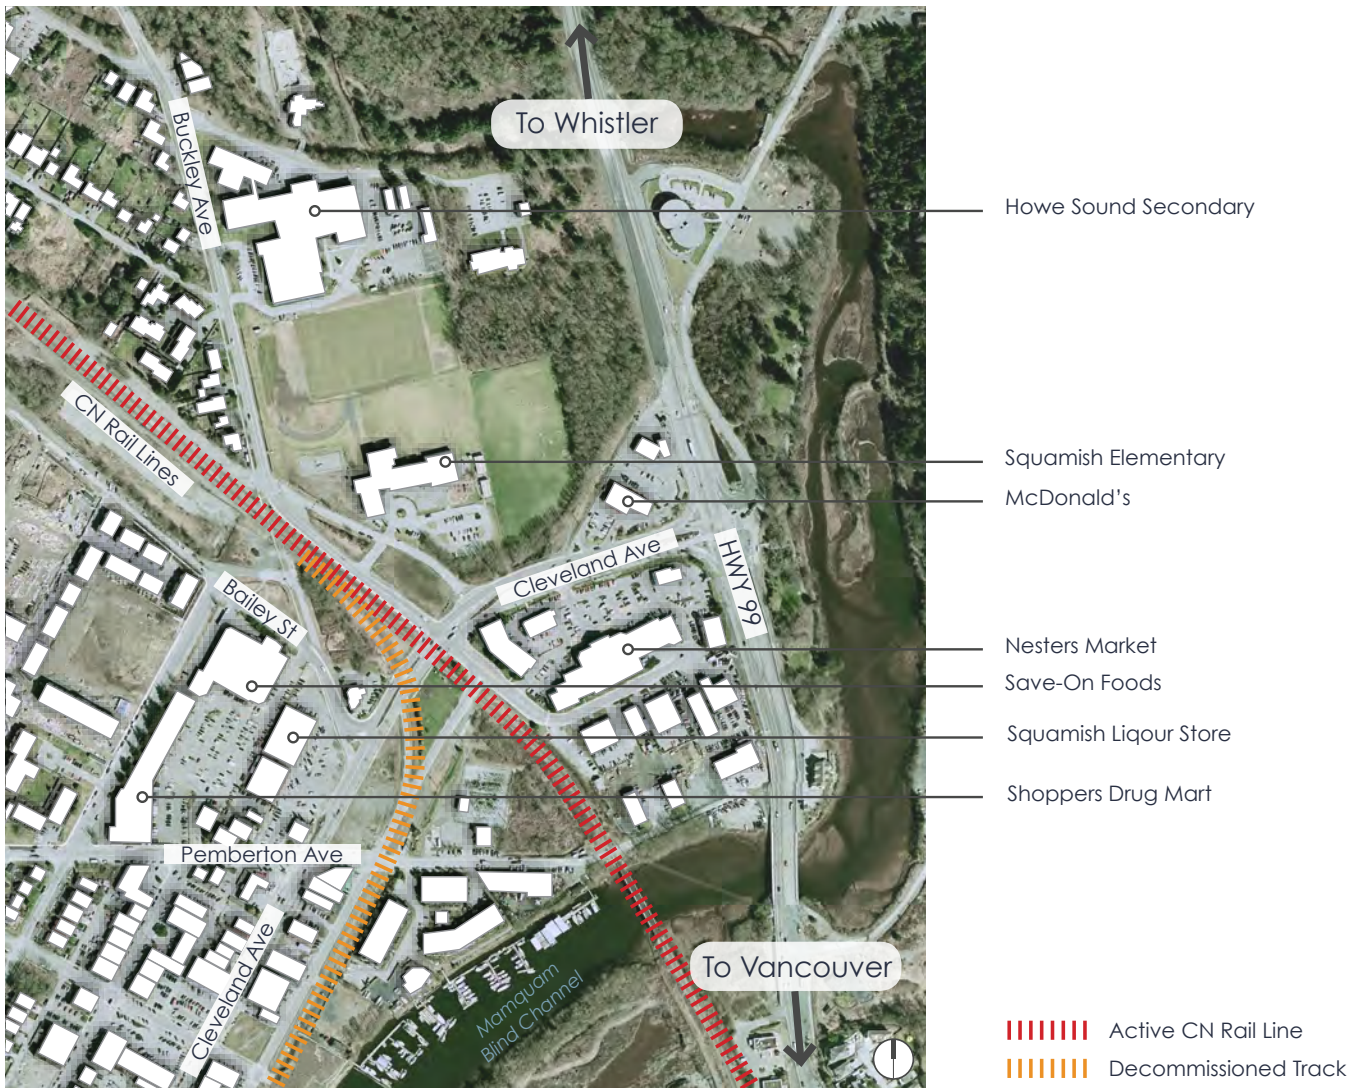 To Whistler
Buckley Ave
Howe Sound Secondary
CN Rail Lines
Squamish Elementary
McDonald's
Cleveland Ave
HWY 99
Bailey St
Nesters Market
Save-On Foods
Squamish Liqour Store
Shoppers Drug Mart
Pemberton Ave
Cleveland Ave
To Vancouver
Mamquam
Blind Channel
Active CN Rail Line
Decommissioned Track